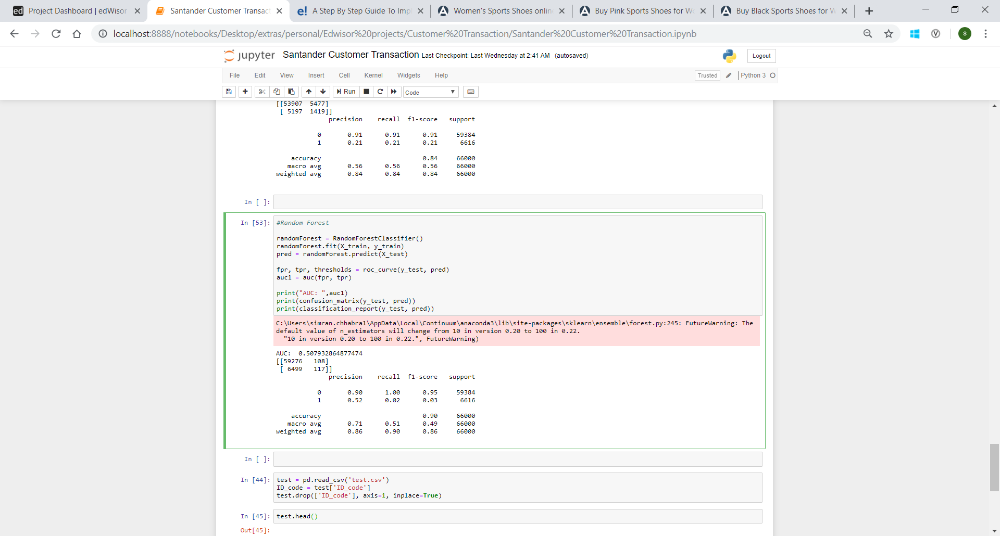 ed Project Dashboard | edWisor
Santander Customer Transact
e! A Step By Step Guide To Impl
Women's Sports Shoes onlin
Buy Pink Sports Shoes for Wo
Buy Black Sports Shoes for W
localhost:8888/notebooks/Desktop/extras/personal/Edwisor%20projects/Customer%20Transaction/Santander%20Customer%20Transaction.ipynb
S
jupyter Santander Customer Transaction Last Checkpoint: Last Wednesday at 2:41 AM (autosaved)
Logout
File Edit View Insert Cell Kernel Widgets Help
Trusted Python 3
Run Code
[[53907  5477]
 [ 5197  1419]]
              precision    recall  f1-score   support
           0       0.91      0.91      0.91     59384
           1       0.21      0.21      0.21      6616
    accuracy                           0.84     66000
   macro avg       0.56      0.56      0.56     66000
weighted avg       0.84      0.84      0.84     66000
In [ ]:
In [53]: #Random Forest
randomForest = RandomForestClassifier()
randomForest.fit(X_train, y_train)
pred = randomForest.predict(X_test)
fpr, tpr, thresholds = roc_curve(y_test, pred)
auc1 = auc(fpr, tpr)
print("AUC: ",auc1)
print(confusion_matrix(y_test, pred))
print(classification_report(y_test, pred))
C:\Users\simran.chhabra1\AppData\Local\Continuum\anaconda3\lib\site-packages\sklearn\ensemble\forest.py:245: FutureWarning: The
default value of n_estimators will change from 10 in version 0.20 to 100 in 0.22.
  "10 in version 0.20 to 100 in 0.22.", FutureWarning)
AUC:  0.507932864877474
[[59276   108]
 [ 6499   117]]
              precision    recall  f1-score   support
           0       0.90      1.00      0.95     59384
           1       0.52      0.02      0.03      6616
    accuracy                           0.90     66000
   macro avg       0.71      0.51      0.49     66000
weighted avg       0.86      0.90      0.86     66000
In [ ]:
In [44]: test = pd.read_csv('test.csv')
ID_code = test['ID_code']
test.drop(['ID_code'], axis=1, inplace=True)
In [45]: test.head()
Out[45]: